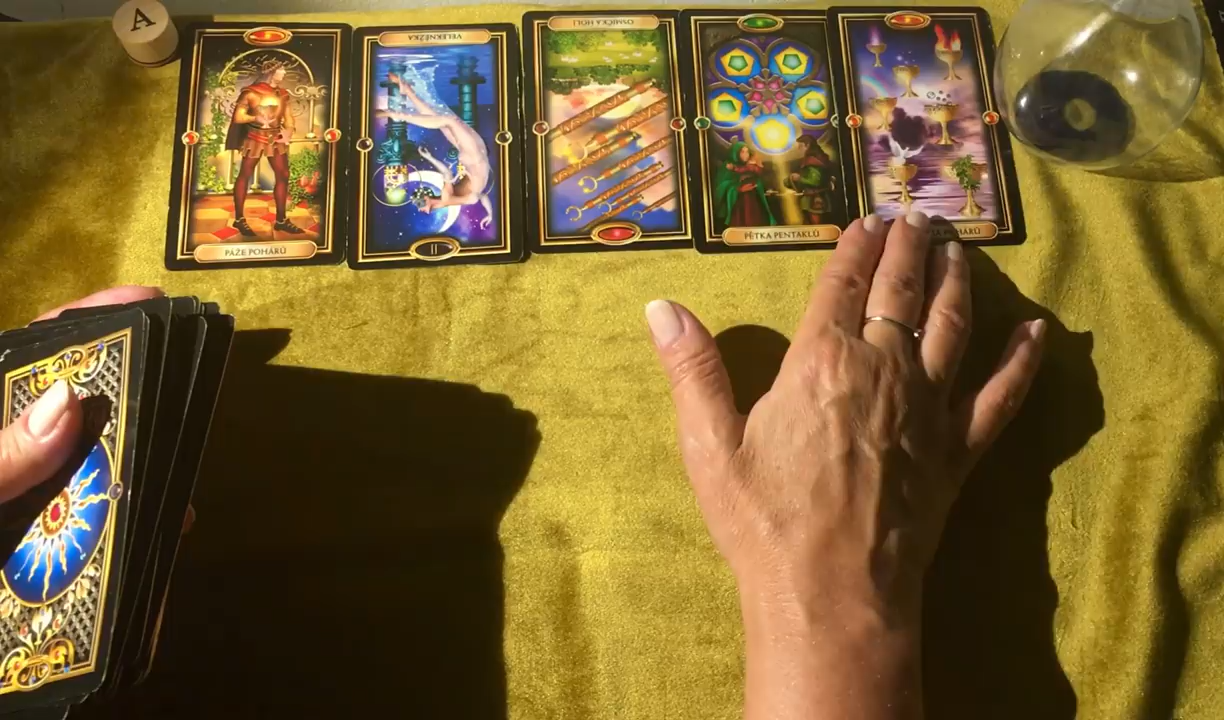 A
PÁŽE POHÁRŮ
VELEKNĚŽKA
II
OSMIČKA HOLÍ
PĚTKA PENTAKLŮ
POHÁRŮ